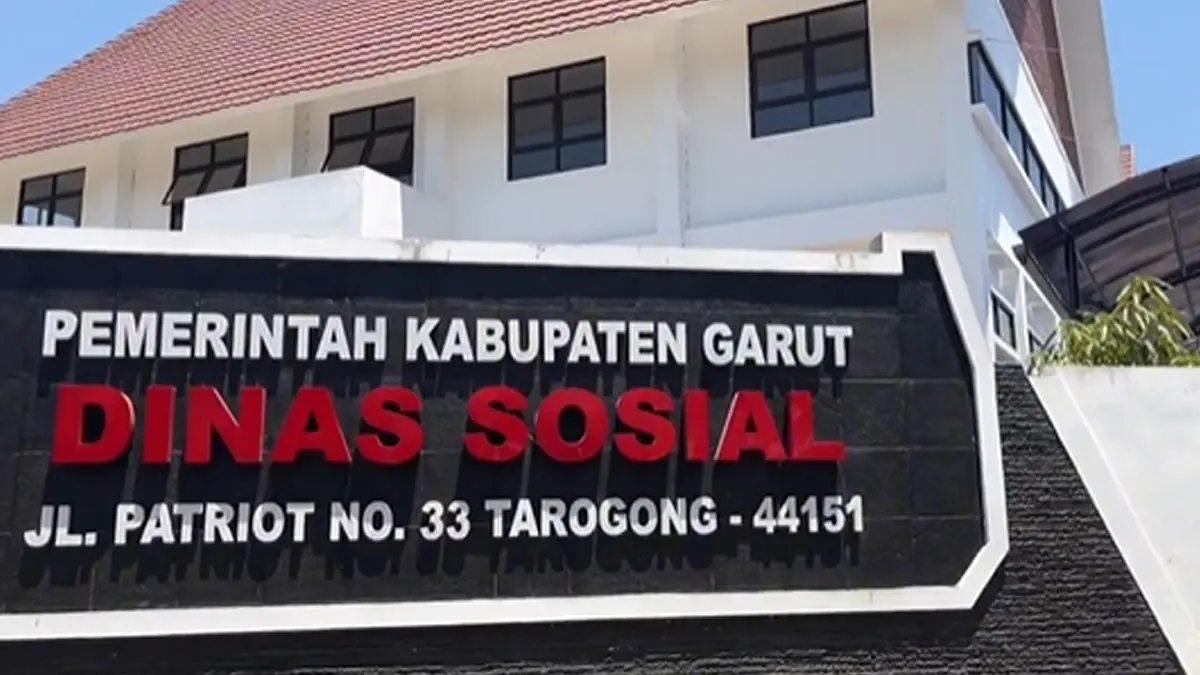 PEMERINTAH KABUPATEN GARUT
DINAS SOSIAL
JL. PATRIOT NO. 33 TAROGONG - 44151